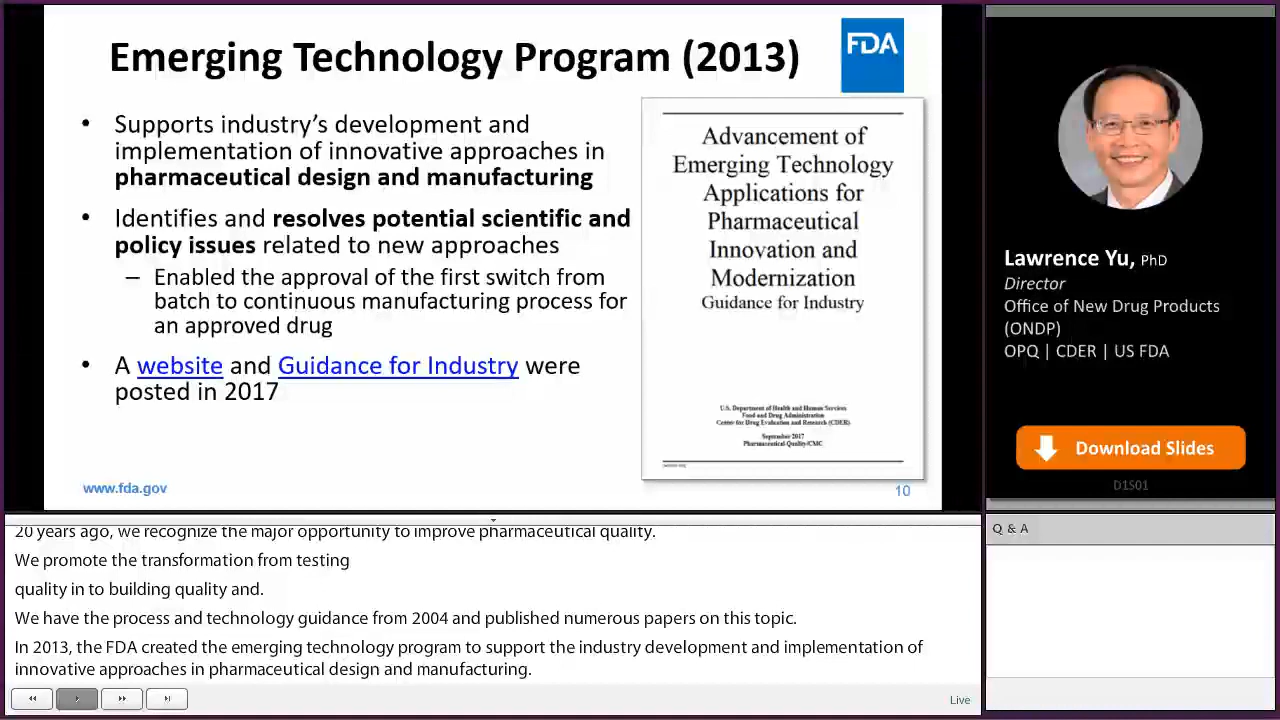 Emerging Technology Program (2013)
FDA
• Supports industry's development and
implementation of innovative approaches in
pharmaceutical design and manufacturing
• Identifies and resolves potential scientific and
policy issues related to new approaches
– Enabled the approval of the first switch from
batch to continuous manufacturing process for
an approved drug
• A website and Guidance for Industry were
posted in 2017
Advancement of
Emerging Technology
Applications for
Pharmaceutical
Innovation and
Modernization
Guidance for Industry
U.S. Department of Health and Human Services
Food and Drug Administration
Center for Drug Evaluation and Research (CDER)
September 2017
Pharmaceutical Quality/CMC
www.fda.gov
10
Lawrence Yu, PhD
Director
Office of New Drug Products
(ONDP)
OPQ | CDER | US FDA
Download Slides
D1S01
20 years ago, we recognize the major opportunity to improve pharmaceutical quality.
We promote the transformation from testing
quality in to building quality and.
We have the process and technology guidance from 2004 and published numerous papers on this topic.
In 2013, the FDA created the emerging technology program to support the industry development and implementation of
innovative approaches in pharmaceutical design and manufacturing.
Live
Q & A